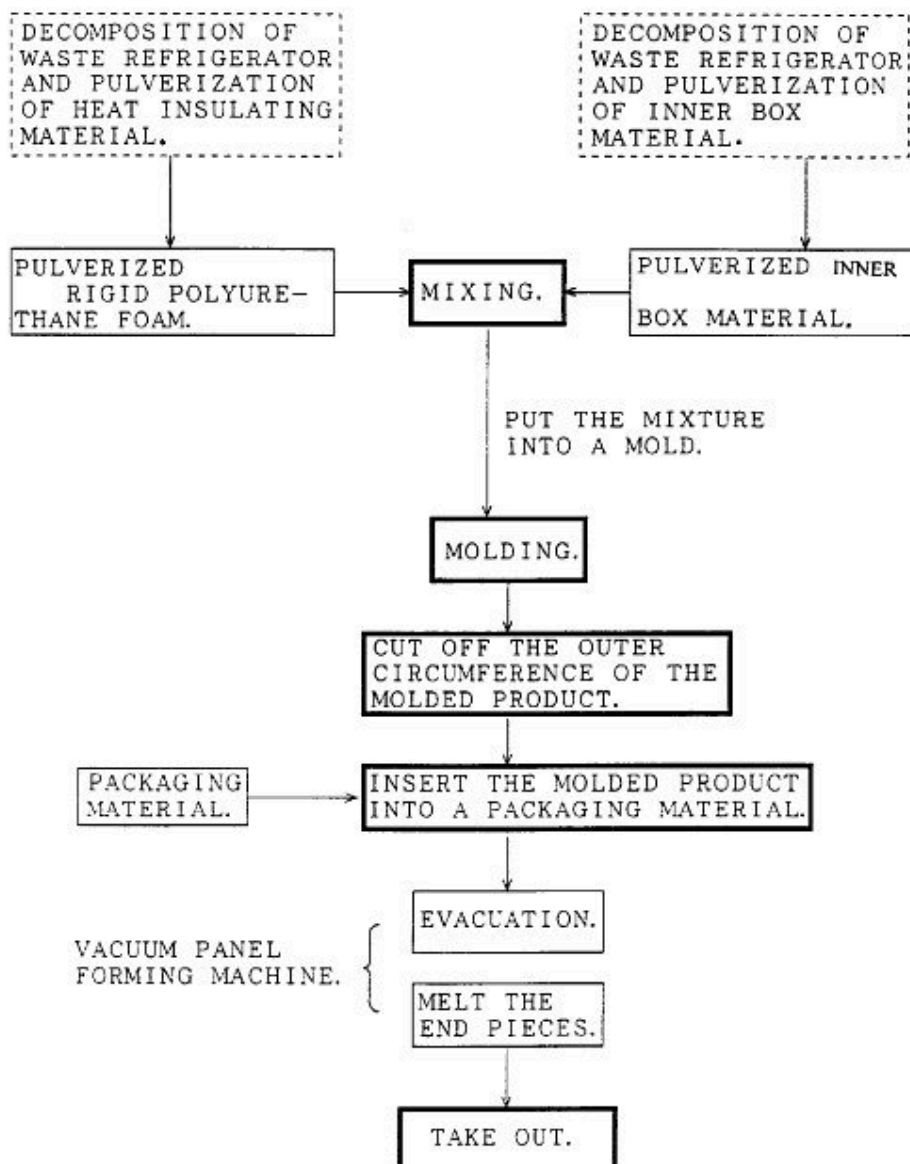 DECOMPOSITION OF
WASTE REFRIGERATOR
AND PULVERIZATION
OF HEAT INSULATING
MATERIAL.
DECOMPOSITION OF
WASTE REFRIGERATOR
AND PULVERIZATION
OF INNER BOX
MATERIAL.
PULVERIZED
RIGID POLYURE-
THANE FOAM.
MIXING.
PULVERIZED INNER
BOX MATERIAL.
PUT THE MIXTURE
INTO A MOLD.
MOLDING.
CUT OFF THE OUTER
CIRCUMFERENCE OF THE
MOLDED PRODUCT.
PACKAGING
MATERIAL.
INSERT THE MOLDED PRODUCT
INTO A PACKAGING MATERIAL.
EVACUATION.
VACUUM PANEL
FORMING MACHINE.
MELT THE
END PIECES.
TAKE OUT.